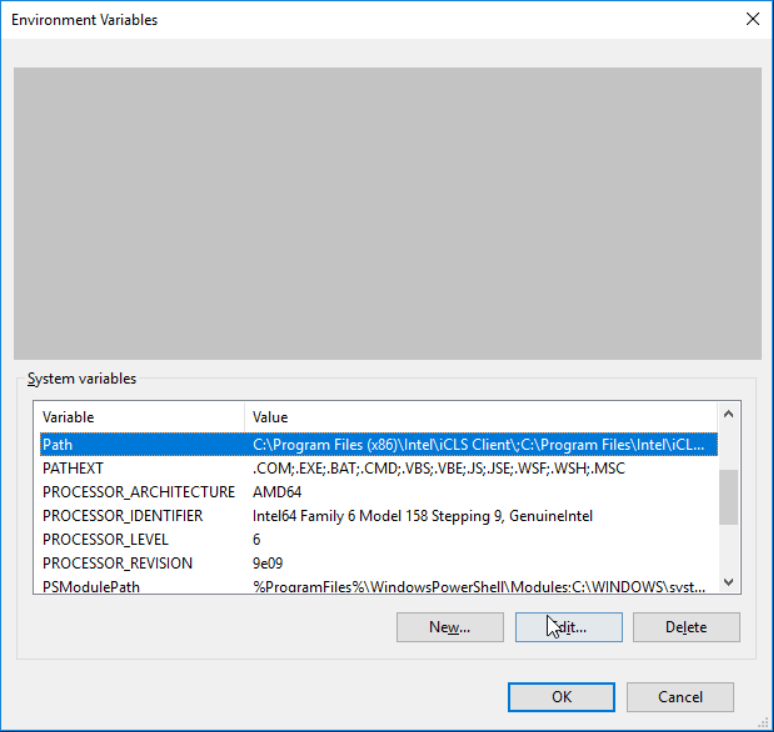 Environment Variables
System variables
Variable Value
Path C:\Program Files (x86)\Intel\iCLS Client\;C:\Program Files\Intel\iCL...
PATHEXT .COM;.EXE;.BAT;.CMD;.VBS;.VBE;.JS;.JSE;.WSF;.WSH;.MSC
PROCESSOR_ARCHITECTURE AMD64
PROCESSOR_IDENTIFIER Intel64 Family 6 Model 158 Stepping 9, GenuineIntel
PROCESSOR_LEVEL 6
PROCESSOR_REVISION 9e09
PSModulePath %ProgramFiles%\WindowsPowerShell\Modules;C:\WINDOWS\syst...
New... Edit... Delete
OK Cancel